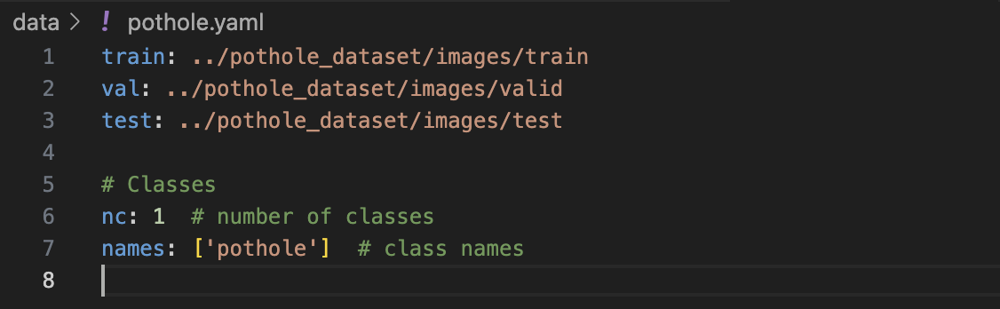 data > ! pothole.yaml
1 train: ../pothole_dataset/images/train
2 val: ../pothole_dataset/images/valid
3 test: ../pothole_dataset/images/test
4
5 # Classes
6 nc: 1  # number of classes
7 names: ['pothole']  # class names
8